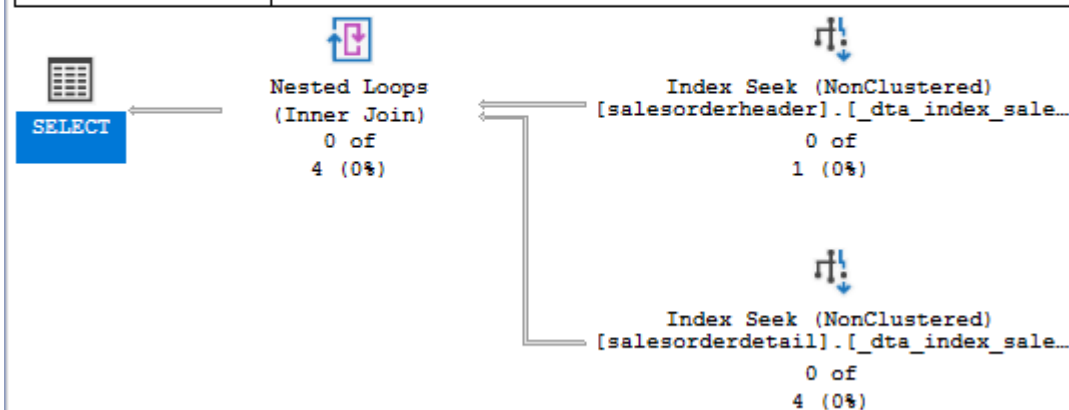 SELECT
Nested Loops
(Inner Join)
0 of
4 (0%)
Index Seek (NonClustered)
[salesorderheader].[_dta_index_sale…
0 of
1 (0%)
Index Seek (NonClustered)
[salesorderdetail].[_dta_index_sale…
0 of
4 (0%)